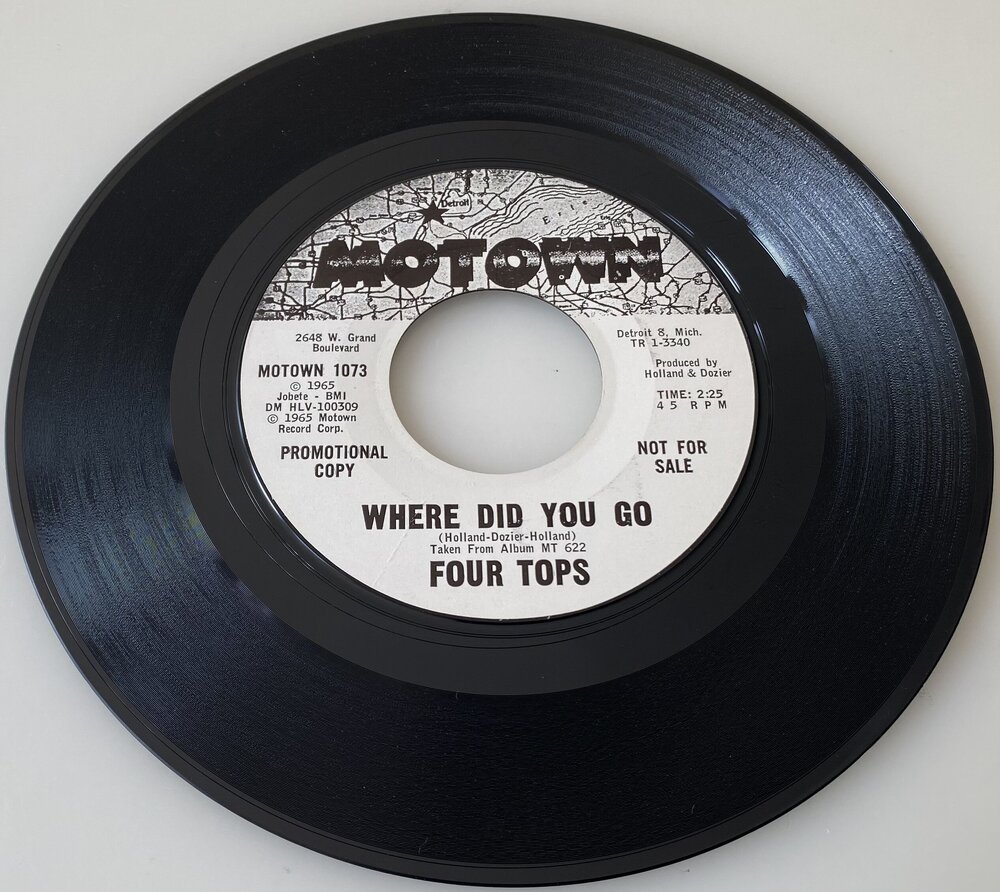 Detroit
MOTOWN
2648 W. Grand
Boulevard
Detroit 8, Mich.
TR 1-3340
MOTOWN 1073
© 1965
Jobete - BMI
DM HLV-100309
© 1965 Motown
Record Corp.
Produced by
Holland & Dozier
TIME: 2:25
45 RPM
PROMOTIONAL
COPY
NOT FOR
SALE
WHERE DID YOU GO
(Holland-Dozier-Holland)
Taken From Album MT 622
FOUR TOPS